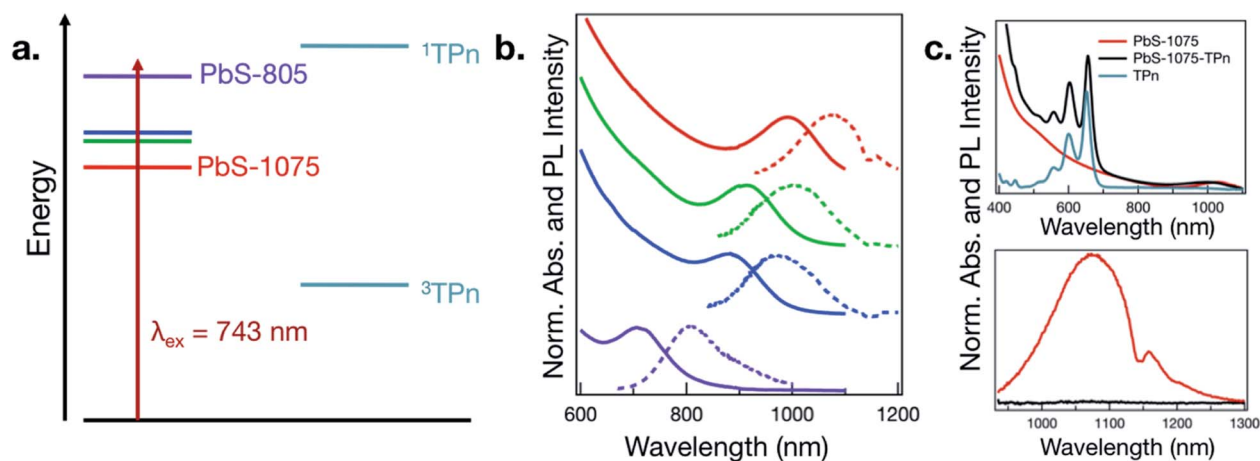 a.
Energy
PbS-805
PbS-1075
¹TPn
³TPn
λex = 743 nm
b.
Norm. Abs. and PL Intensity
600 800 1000 1200
Wavelength (nm)
c.
Norm. Abs. and PL Intensity
PbS-1075
PbS-1075-TPn
TPn
400 600 800 1000
Wavelength (nm)
1000 1100 1200 1300
Wavelength (nm)